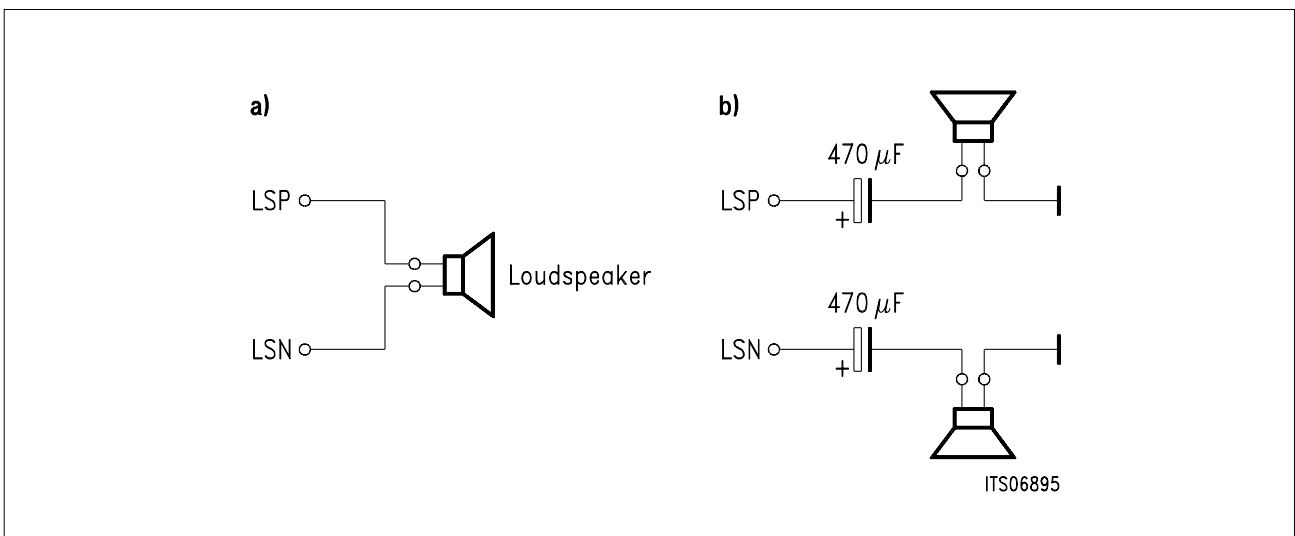 a)
LSP
LSN
Loudspeaker
b)
470 µF
LSP
+
470 µF
LSN
+
ITS06895